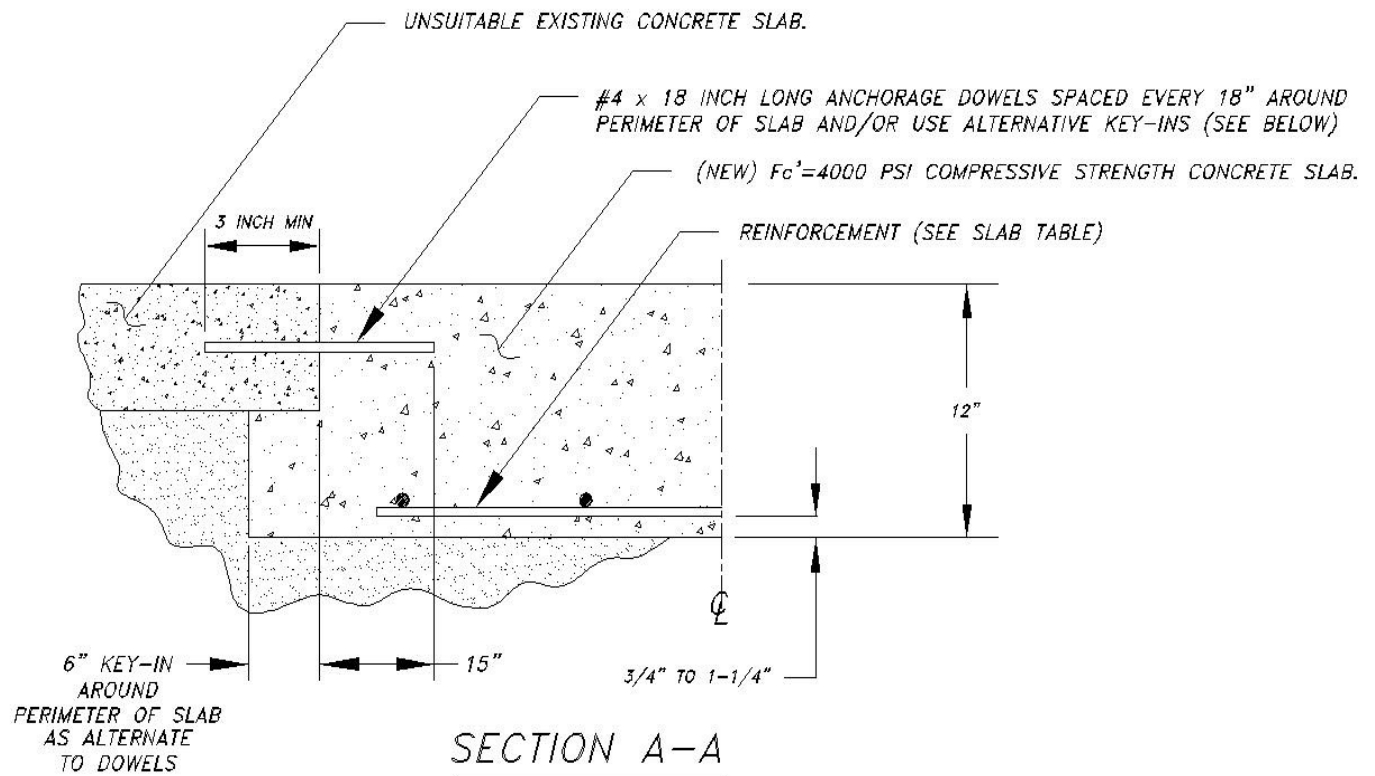 UNSUITABLE EXISTING CONCRETE SLAB.
#4 x 18 INCH LONG ANCHORAGE DOWELS SPACED EVERY 18" AROUND
PERIMETER OF SLAB AND/OR USE ALTERNATIVE KEY-INS (SEE BELOW)
(NEW) Fc'=4000 PSI COMPRESSIVE STRENGTH CONCRETE SLAB.
3 INCH MIN
REINFORCEMENT (SEE SLAB TABLE)
12"
℄
6" KEY-IN
AROUND
PERIMETER OF SLAB
AS ALTERNATE
TO DOWELS
15"
3/4" TO 1-1/4"
SECTION A-A